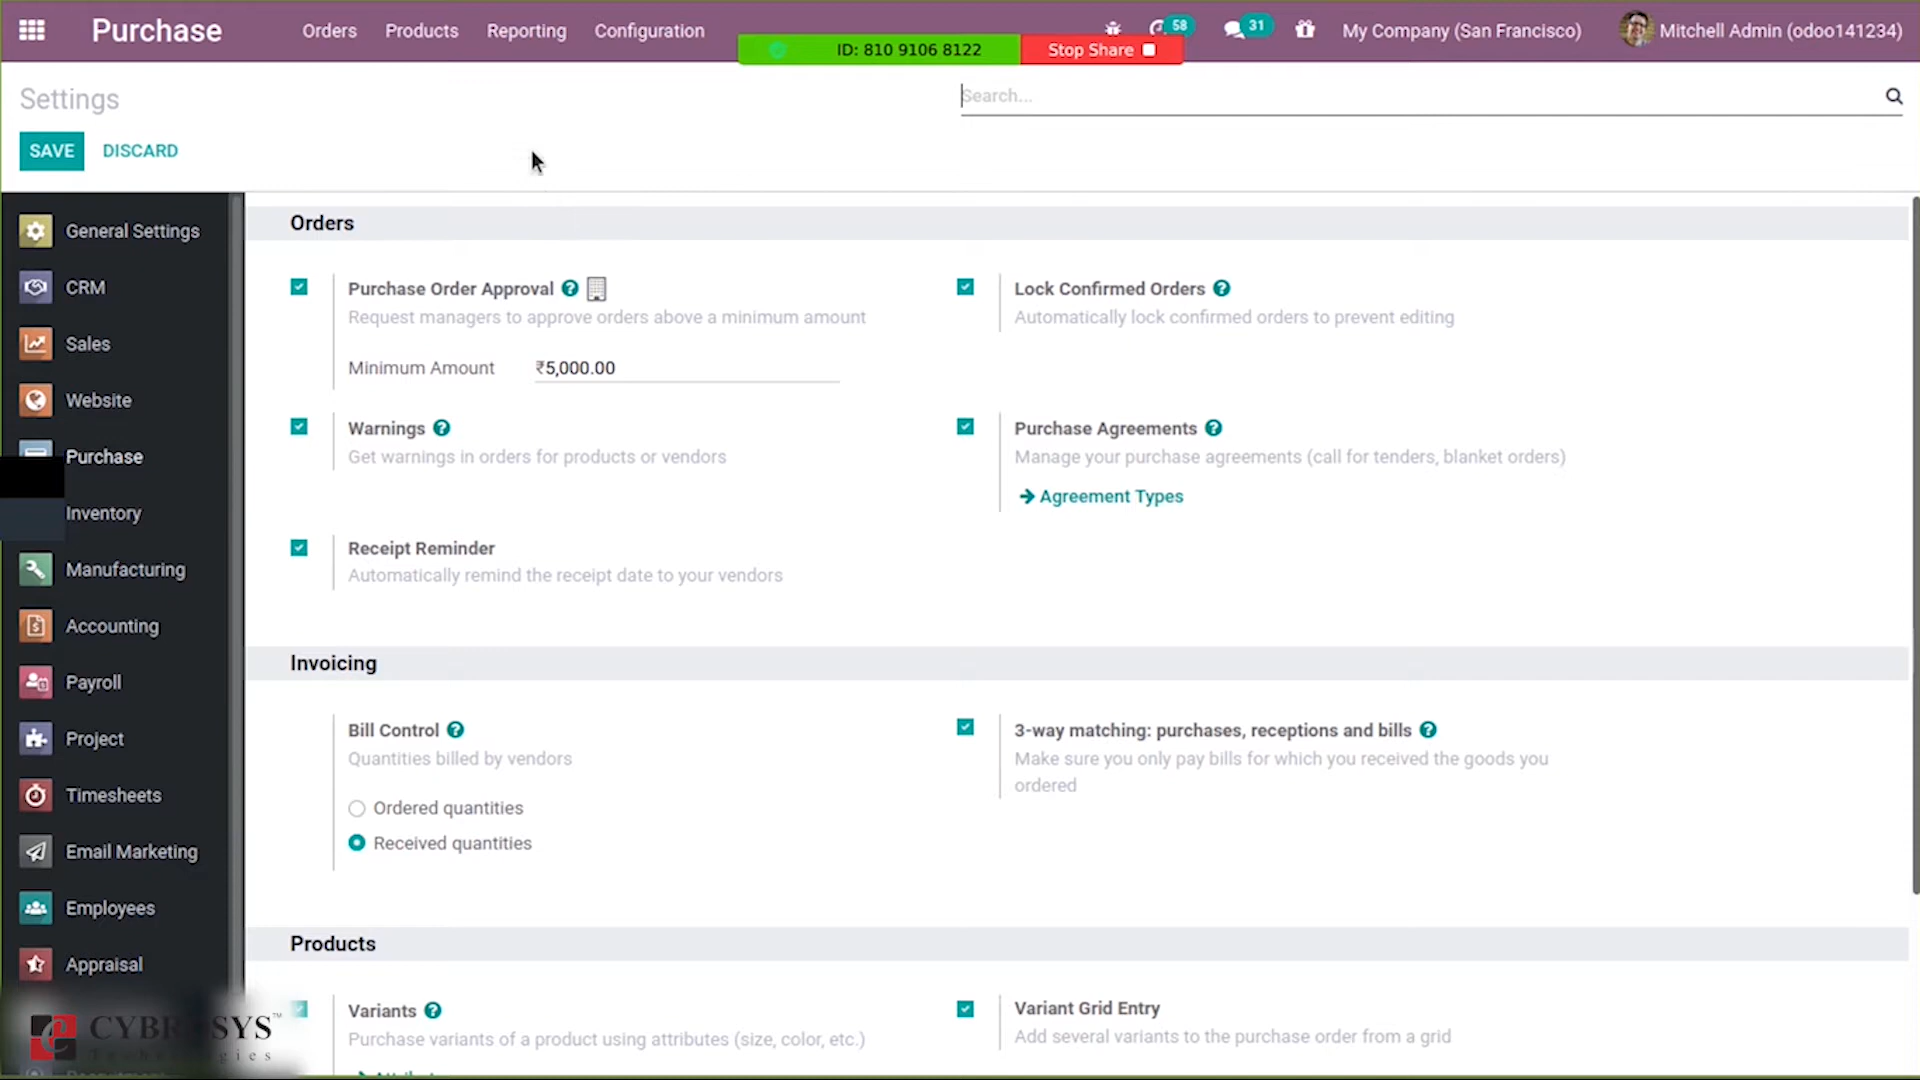 Purchase
Orders
Products
Reporting
Configuration
58
31
My Company (San Francisco)
Mitchell Admin (odoo141234)
ID: 810 9106 8122
Stop Share
Settings
Search...
SAVE
DISCARD
General Settings
CRM
Sales
Website
Purchase
Inventory
Manufacturing
Accounting
Payroll
Project
Timesheets
Email Marketing
Employees
Appraisal
Orders
Purchase Order Approval
Request managers to approve orders above a minimum amount
Minimum Amount ₹5,000.00
Lock Confirmed Orders
Automatically lock confirmed orders to prevent editing
Warnings
Get warnings in orders for products or vendors
Purchase Agreements
Manage your purchase agreements (call for tenders, blanket orders)
Agreement Types
Receipt Reminder
Automatically remind the receipt date to your vendors
Invoicing
Bill Control
Quantities billed by vendors
Ordered quantities
Received quantities
3-way matching: purchases, receptions and bills
Make sure you only pay bills for which you received the goods you
ordered
Products
Variants
Purchase variants of a product using attributes (size, color, etc.)
Variant Grid Entry
Add several variants to the purchase order from a grid
CYBROSYS™
Technologies